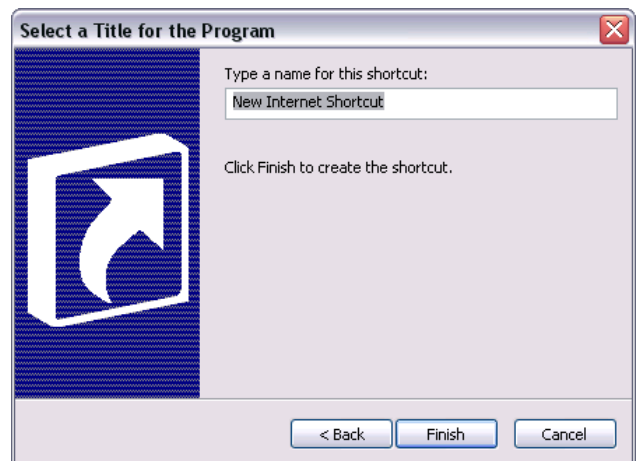 Select a Title for the Program
Type a name for this shortcut:
New Internet Shortcut
Click Finish to create the shortcut.
< Back Finish Cancel